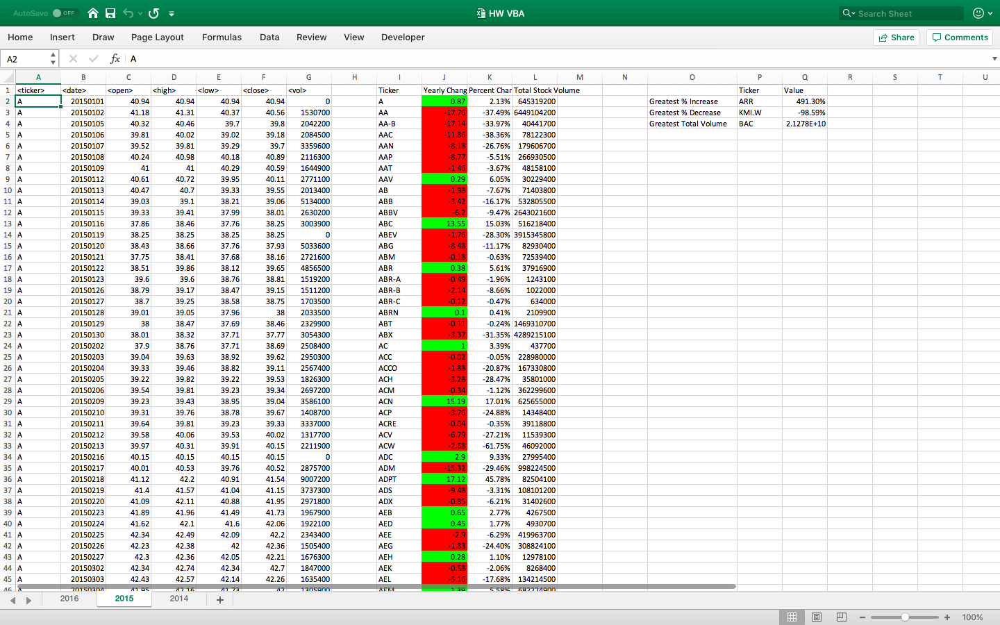 AutoSave OFF HW VBA Search Sheet
Home Insert Draw Page Layout Formulas Data Review View Developer Share Comments
A2 fx A
A B C D E F G H I J K L M N O P Q R S T U
1 <ticker> <date> <open> <high> <low> <close> <vol> Ticker Yearly Chang Percent Char Total Stock Volume Ticker Value
2 A 20150101 40.94 40.94 40.94 40.94 0 A 0.87 2.13% 645319200 Greatest % Increase ARR 491.30%
3 A 20150102 41.18 41.31 40.37 40.56 1530700 AA -17.76 -37.49% 6449104200 Greatest % Decrease KMI.W -98.59%
4 A 20150105 40.32 40.46 39.7 39.8 2042200 AA-B -17.14 -33.97% 40441700 Greatest Total Volume BAC 2.1278E+10
5 A 20150106 39.81 40.02 39.02 39.18 2084500 AAC -11.86 -38.36% 78122300
6 A 20150107 39.52 39.81 39.29 39.7 3359600 AAN -8.18 -26.76% 179606700
7 A 20150108 40.24 40.98 40.18 40.89 2116300 AAP -8.77 -5.51% 266930500
8 A 20150109 41 41 40.29 40.59 1644900 AAT -1.46 -3.67% 48158100
9 A 20150112 40.61 40.72 39.95 40.11 2771100 AAV 0.29 6.05% 30229400
10 A 20150113 40.47 40.7 39.33 39.55 2013400 AB -1.98 -7.67% 71403800
11 A 20150114 39.03 39.1 38.21 39.06 5134000 ABB -3.42 -16.17% 532805500
12 A 20150115 39.33 39.41 37.99 38.01 2630200 ABBV -6.2 -9.47% 2643021600
13 A 20150116 37.86 38.46 37.76 38.25 3003900 ABC 13.55 15.03% 516218400
14 A 20150119 38.25 38.25 38.25 38.25 0 ABEV -1.76 -28.30% 3915345800
15 A 20150120 38.43 38.66 37.76 37.93 5033600 ABG -8.48 -11.17% 82930400
16 A 20150121 37.75 38.41 37.68 38.16 2721600 ABM -0.18 -0.63% 72539400
17 A 20150122 38.51 39.86 38.12 39.65 4856500 ABR 0.38 5.61% 37916900
18 A 20150123 39.6 39.6 38.76 38.81 1519200 ABR-A -0.49 -1.96% 1243100
19 A 20150126 38.79 39.17 38.47 39.15 1511200 ABR-B -2.14 -8.66% 1022000
20 A 20150127 38.7 39.25 38.58 38.75 1703500 ABR-C -0.12 -0.47% 634000
21 A 20150128 39.01 39.05 37.96 38 2033500 ABRN 0.1 0.41% 2109900
22 A 20150129 38 38.47 37.69 38.46 2329900 ABT -0.11 -0.24% 1469310700
23 A 20150130 38.01 38.32 37.71 37.77 3054300 ABX -3.37 -31.35% 4289215100
24 A 20150202 37.9 38.76 37.71 38.69 2508400 AC 1 3.39% 437700
25 A 20150203 39.04 39.63 38.92 39.62 2950300 ACC -0.02 -0.05% 228980000
26 A 20150204 39.33 39.46 38.82 39.11 2567400 ACCO -1.88 -20.87% 167330800
27 A 20150205 39.22 39.82 39.22 39.53 1826300 ACH -3.28 -28.47% 35801000
28 A 20150206 39.54 39.81 39.23 39.34 2697200 ACM -0.34 -1.12% 362299600
29 A 20150209 39.23 39.43 38.95 39.04 3586100 ACN 15.19 17.01% 625655000
30 A 20150210 39.31 39.76 38.78 39.67 1408700 ACP -3.76 -24.88% 14348400
31 A 20150211 39.64 39.81 39.23 39.33 3337000 ACRE -0.04 -0.35% 39118800
32 A 20150212 39.58 40.06 39.53 40.02 1317700 ACV -6.79 -27.21% 11539300
33 A 20150213 39.97 40.31 39.91 40.15 2211900 ACW -2.68 -61.75% 46092000
34 A 20150216 40.15 40.15 40.15 40.15 0 ADC 2.9 9.33% 27995400
35 A 20150217 40.01 40.53 39.76 40.52 2875700 ADM -15.32 -29.46% 998224500
36 A 20150218 41.12 42.2 40.91 41.54 9007200 ADPT 17.12 45.78% 82504100
37 A 20150219 41.4 41.57 41.04 41.15 3737300 ADS -9.48 -3.31% 108101200
38 A 20150220 41.09 42.11 40.88 41.95 2971800 ADX -0.85 -6.21% 31402600
39 A 20150223 41.89 41.96 41.49 41.73 1967900 AEB 0.65 2.77% 4267500
40 A 20150224 41.62 42.1 41.6 42.06 1922100 AED 0.45 1.77% 4930700
41 A 20150225 42.34 42.49 42.09 42.2 2343400 AEE -2.9 -6.29% 419963700
42 A 20150226 42.23 42.38 42 42.36 1505400 AEG -1.83 -24.40% 308824100
43 A 20150227 42.3 42.36 42.05 42.21 1676300 AEH 0.28 1.10% 12978100
44 A 20150302 42.34 42.74 42.34 42.7 1847000 AEK -0.58 -2.06% 8268400
45 A 20150303 42.43 42.57 42.14 42.26 1635400 AEL -5.16 -17.68% 134214500
2016 2015 2014
100%